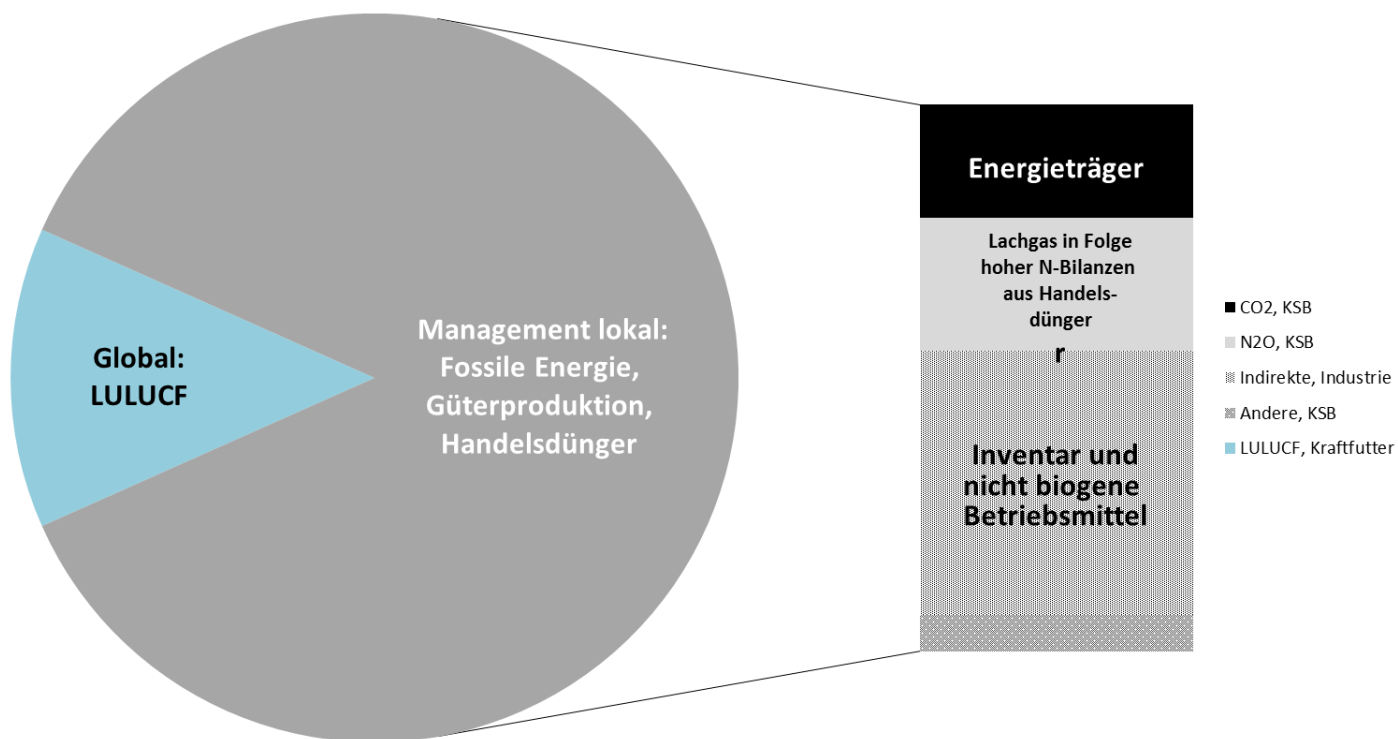 Global:
LULUCF
Management lokal:
Fossile Energie,
Güterproduktion,
Handelsdünger
Energieträger
Lachgas in Folge
hoher N-Bilanzen
aus Handels-
dünger
r
Inventar und
nicht biogene
Betriebsmittel
CO2, KSB
N2O, KSB
Indirekte, Industrie
Andere, KSB
LULUCF, Kraftfutter